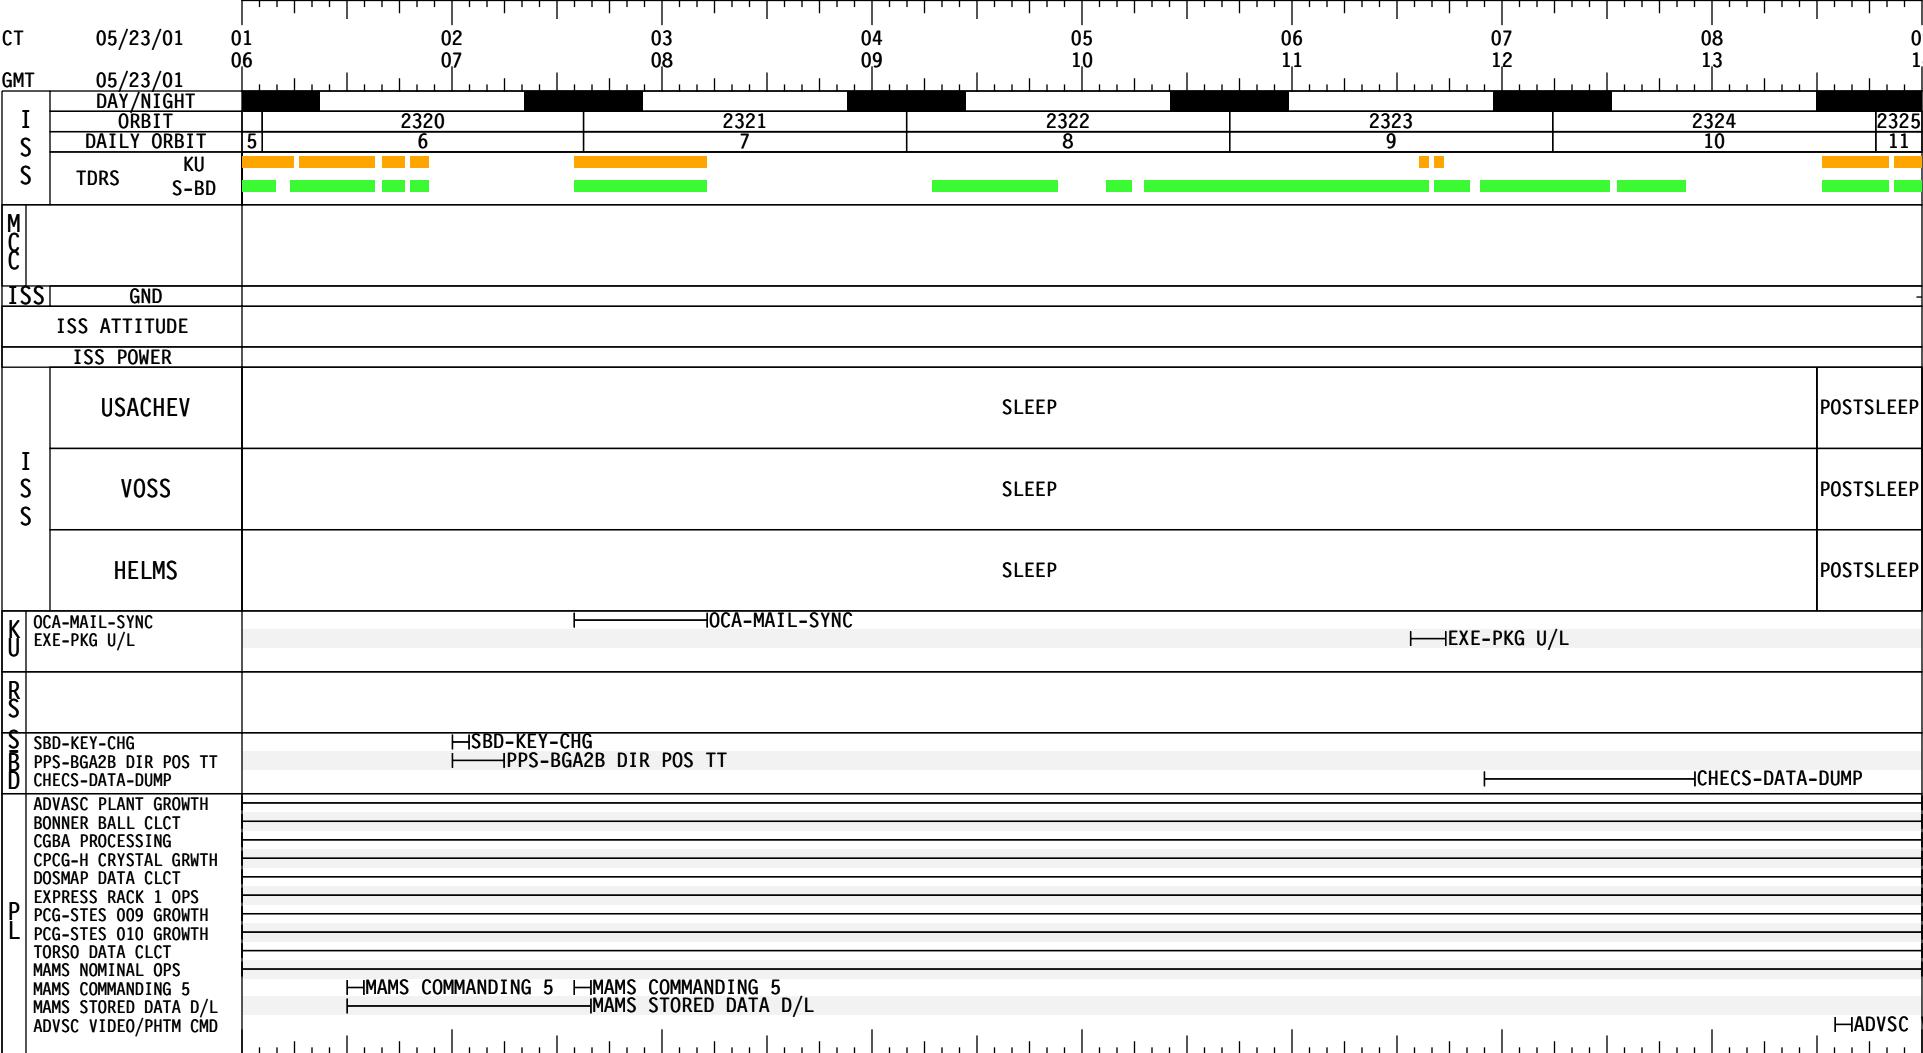 CT 05/23/01 01 02 03 04 05 06 07 08 0
06 07 08 09 10 11 12 13 1
GMT 05/23/01
ISS DAY/NIGHT
ORBIT 2320 2321 2322 2323 2324 2325
DAILY ORBIT 5 6 7 8 9 10 11
TDRS KU
S-BD
MCC
ISS GND
ISS ATTITUDE
ISS POWER
ISS
USACHEV SLEEP POSTSLEEP
VOSS SLEEP POSTSLEEP
HELMS SLEEP POSTSLEEP
KU
OCA-MAIL-SYNC OCA-MAIL-SYNC
EXE-PKG U/L EXE-PKG U/L
RS
SBD
SBD-KEY-CHG SBD-KEY-CHG
PPS-BGA2B DIR POS TT PPS-BGA2B DIR POS TT
CHECS-DATA-DUMP CHECS-DATA-DUMP
PL
ADVASC PLANT GROWTH
BONNER BALL CLCT
CGBA PROCESSING
CPCG-H CRYSTAL GRWTH
DOSMAP DATA CLCT
EXPRESS RACK 1 OPS
PCG-STES 009 GROWTH
PCG-STES 010 GROWTH
TORSO DATA CLCT
MAMS NOMINAL OPS
MAMS COMMANDING 5 MAMS COMMANDING 5 MAMS COMMANDING 5
MAMS STORED DATA D/L MAMS STORED DATA D/L
ADVSC VIDEO/PHTM CMD ADVSC